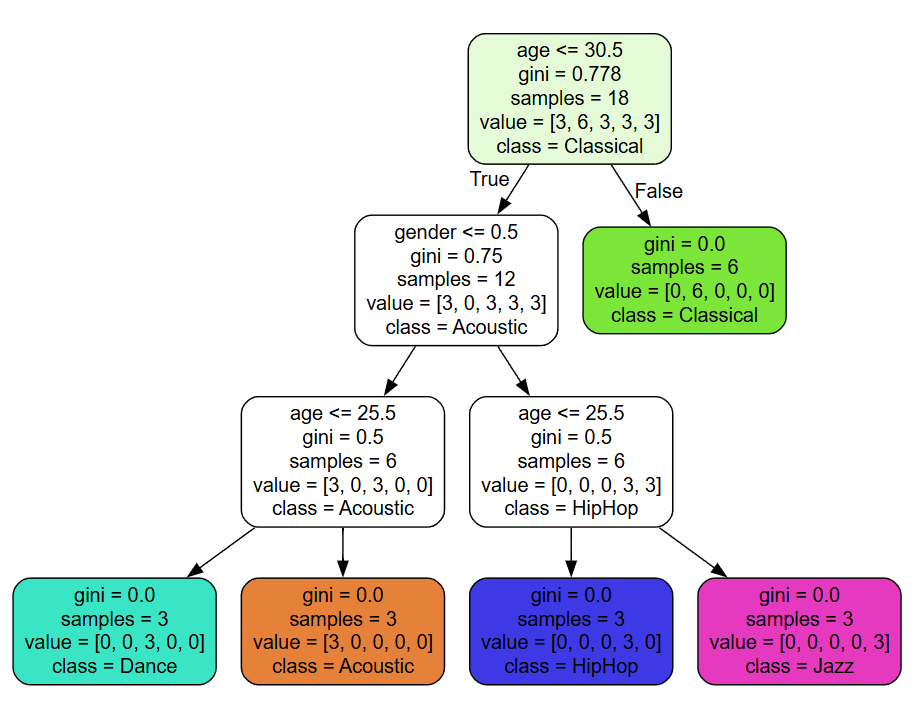 age <= 30.5
gini = 0.778
samples = 18
value = [3, 6, 3, 3, 3]
class = Classical
True
False
gender <= 0.5
gini = 0.75
samples = 12
value = [3, 0, 3, 3, 3]
class = Acoustic
gini = 0.0
samples = 6
value = [0, 6, 0, 0, 0]
class = Classical
age <= 25.5
gini = 0.5
samples = 6
value = [3, 0, 3, 0, 0]
class = Acoustic
age <= 25.5
gini = 0.5
samples = 6
value = [0, 0, 0, 3, 3]
class = HipHop
gini = 0.0
samples = 3
value = [0, 0, 3, 0, 0]
class = Dance
gini = 0.0
samples = 3
value = [3, 0, 0, 0, 0]
class = Acoustic
gini = 0.0
samples = 3
value = [0, 0, 0, 3, 0]
class = HipHop
gini = 0.0
samples = 3
value = [0, 0, 0, 0, 3]
class = Jazz